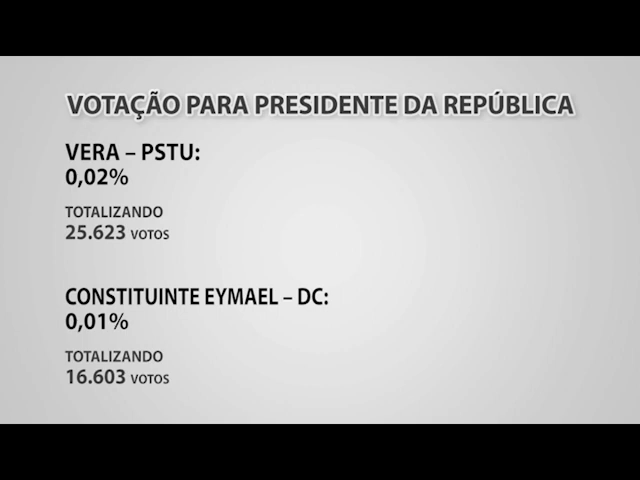 VOTAÇÃO PARA PRESIDENTE DA REPÚBLICA
VERA – PSTU:
0,02%
TOTALIZANDO
25.623 VOTOS
CONSTITUINTE EYMAEL – DC:
0,01%
TOTALIZANDO
16.603 VOTOS